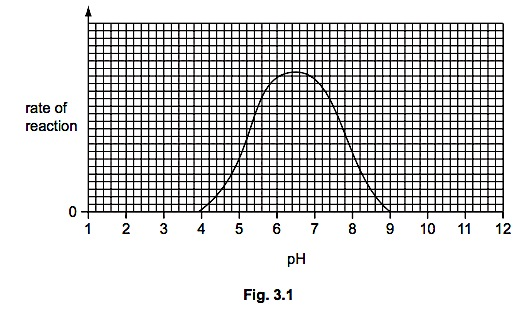 rate of
reaction
0
1 2 3 4 5 6 7 8 9 10 11 12
pH
Fig. 3.1